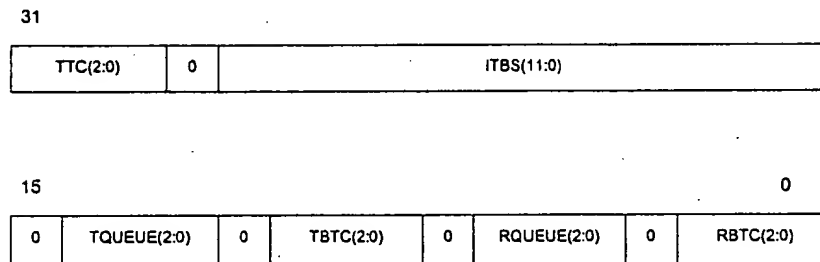 31
TTC(2:0) 0 ITBS(11:0)
15 0
0 TQUEUE(2:0) 0 TBTC(2:0) 0 RQUEUE(2:0) 0 RBTC(2:0)